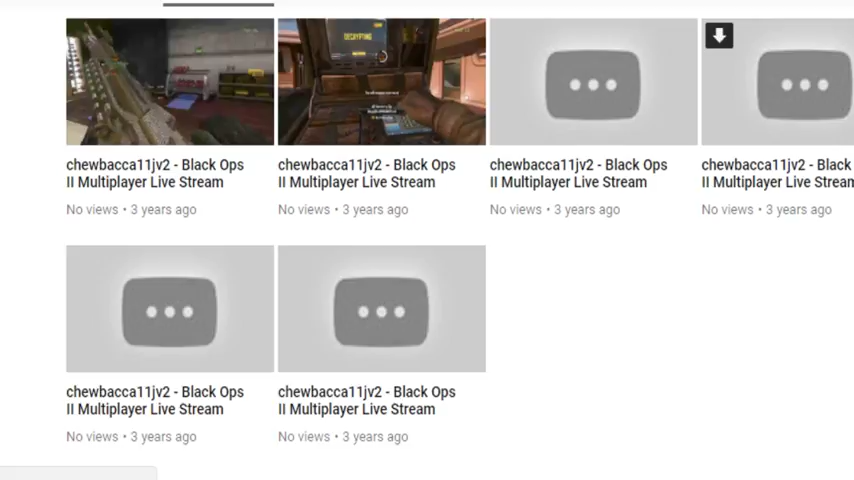 DECRYPTING
chewbacca11jv2 - Black Ops
II Multiplayer Live Stream
No views • 3 years ago
chewbacca11jv2 - Black Ops
II Multiplayer Live Stream
No views • 3 years ago
chewbacca11jv2 - Black Ops
II Multiplayer Live Stream
No views • 3 years ago
chewbacca11jv2 - Black
II Multiplayer Live Stream
No views • 3 years ago
chewbacca11jv2 - Black Ops
II Multiplayer Live Stream
No views • 3 years ago
chewbacca11jv2 - Black Ops
II Multiplayer Live Stream
No views • 3 years ago